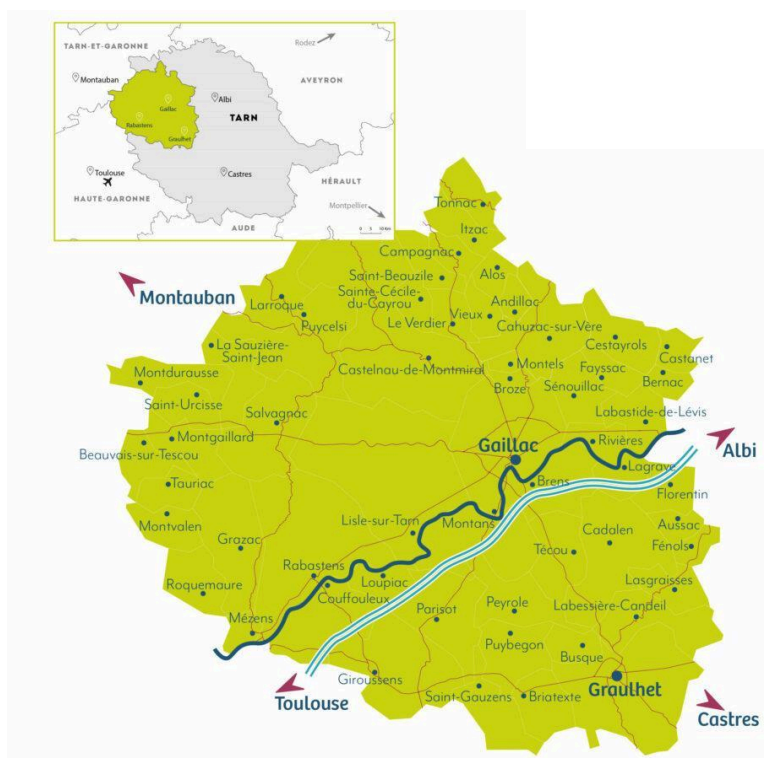 TARN-ET-GARONNE
Rodez
Montauban
AVEYRON
Albi
Gaillac
TARN
Rabastens
Graulhet
Toulouse
Castres
HÉRAULT
HAUTE-GARONNE
Montpellier
AUDE
0 5 10 km
Tonnac
Itzac
Campagnac
Alos
Saint-Beauzile
Sainte-Cécile-
du-Cayrou
Andillac
Montauban
Larroque
Vieux
Puycelsi
Le Verdier
Cahuzac-sur-Vère
La Sauzière-
Saint-Jean
Cestayrols
Castanet
Castelnau-de-Montmiral
Montels
Fayssac
Montdurausse
Bernac
Broze
Sénouillac
Saint-Urcisse
Salvagnac
Labastide-de-Lévis
Montgaillard
Gaillac
Rivières
Albi
Beauvais-sur-Tescou
Lagrave
Tauriac
Brens
Florentin
Montvalen
Lisle-sur-Tarn
Montans
Aussac
Cadalen
Grazac
Técou
Fénols
Rabastens
Roquemaure
Loupiac
Lasgraisses
Couffouleux
Parisot
Peyrole
Labessière-Candeil
Mézens
Puybegon
Busque
Giroussens
Graulhet
Toulouse
Saint-Gauzens
Briatexte
Castres